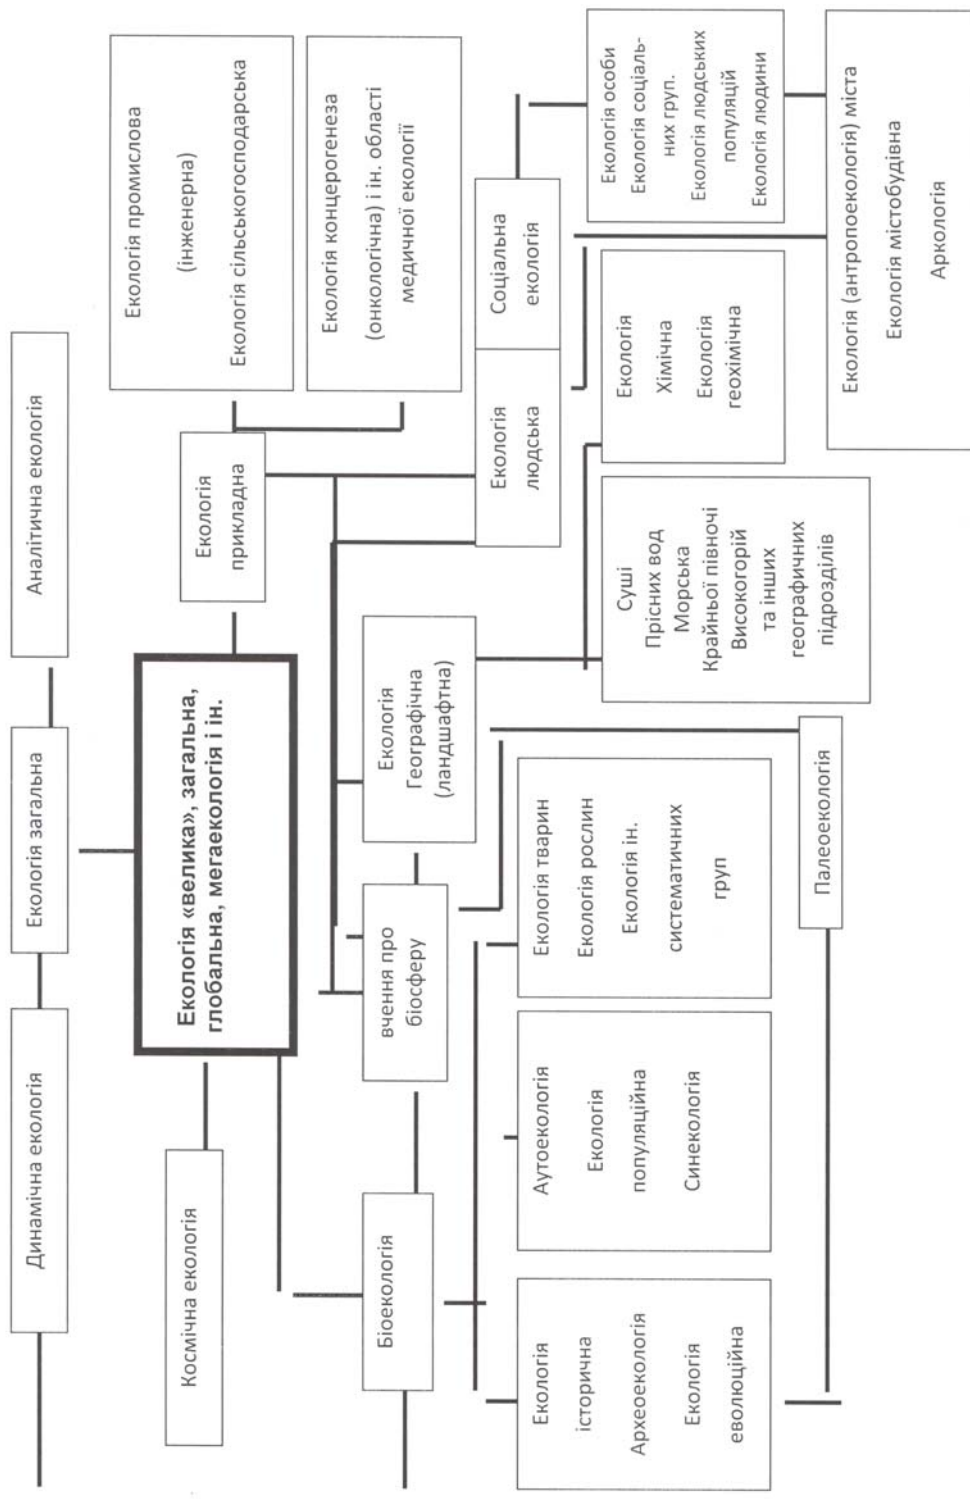 Динамічна екологія
Екологія загальна
Аналітична екологія
Космічна екологія
Екологія «велика», загальна,
глобальна, мегаекологія і ін.
Екологія
прикладна
Екологія промислова
(інженерна)
Екологія сільськогосподарська
Екологія концерогенеза
(онкологічна) і ін. області
медичної екології
Біоекологія
вчення про
біосферу
Екологія
Географічна
(ландшафтна)
Екологія
людська
Соціальна
екологія
Екологія
історична
Археоекологія
Екологія
еволюційна
Аутоекологія
Екологія
популяційна
Синекологія
Екологія тварин
Екологія рослин
Екологія ін.
систематичних
груп
Суші
Прісних вод
Морська
Крайньої півночі
Високогорій
та інших
географичних
підрозділів
Екологія
Хімічна
Екологія
геохімічна
Екологія особи
Екологія соціаль-
них груп.
Екологія людських
популяцій
Екологія людини
Палеоекологія
Екологія (антропоекологія) міста
Екологія містобудівна
Аркологія